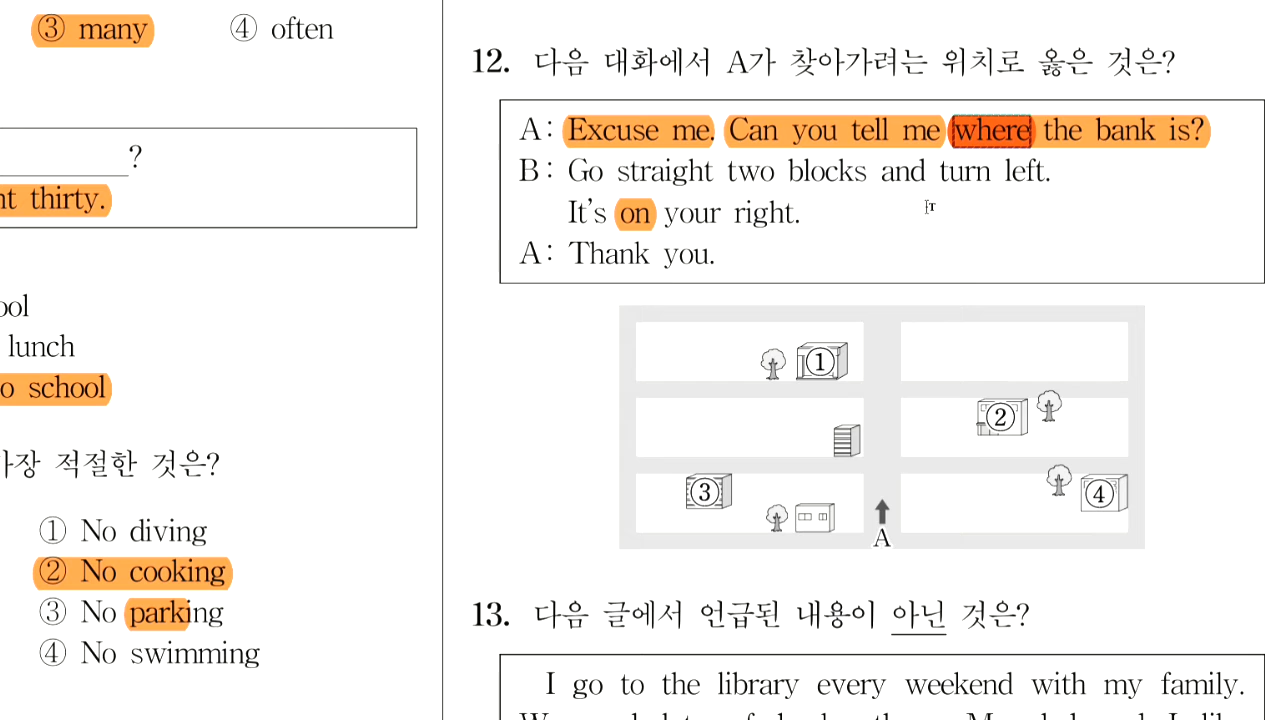 ③ many ④ often
?
nt thirty.
ool
lunch
o school
가장 적절한 것은?
① No diving
② No cooking
③ No parking
④ No swimming
12. 다음 대화에서 A가 찾아가려는 위치로 옳은 것은?
A: Excuse me. Can you tell me where the bank is?
B: Go straight two blocks and turn left.
It's on your right.
A: Thank you.
①
②
③
④
A
13. 다음 글에서 언급된 내용이 아닌 것은?
I go to the library every weekend with my family.